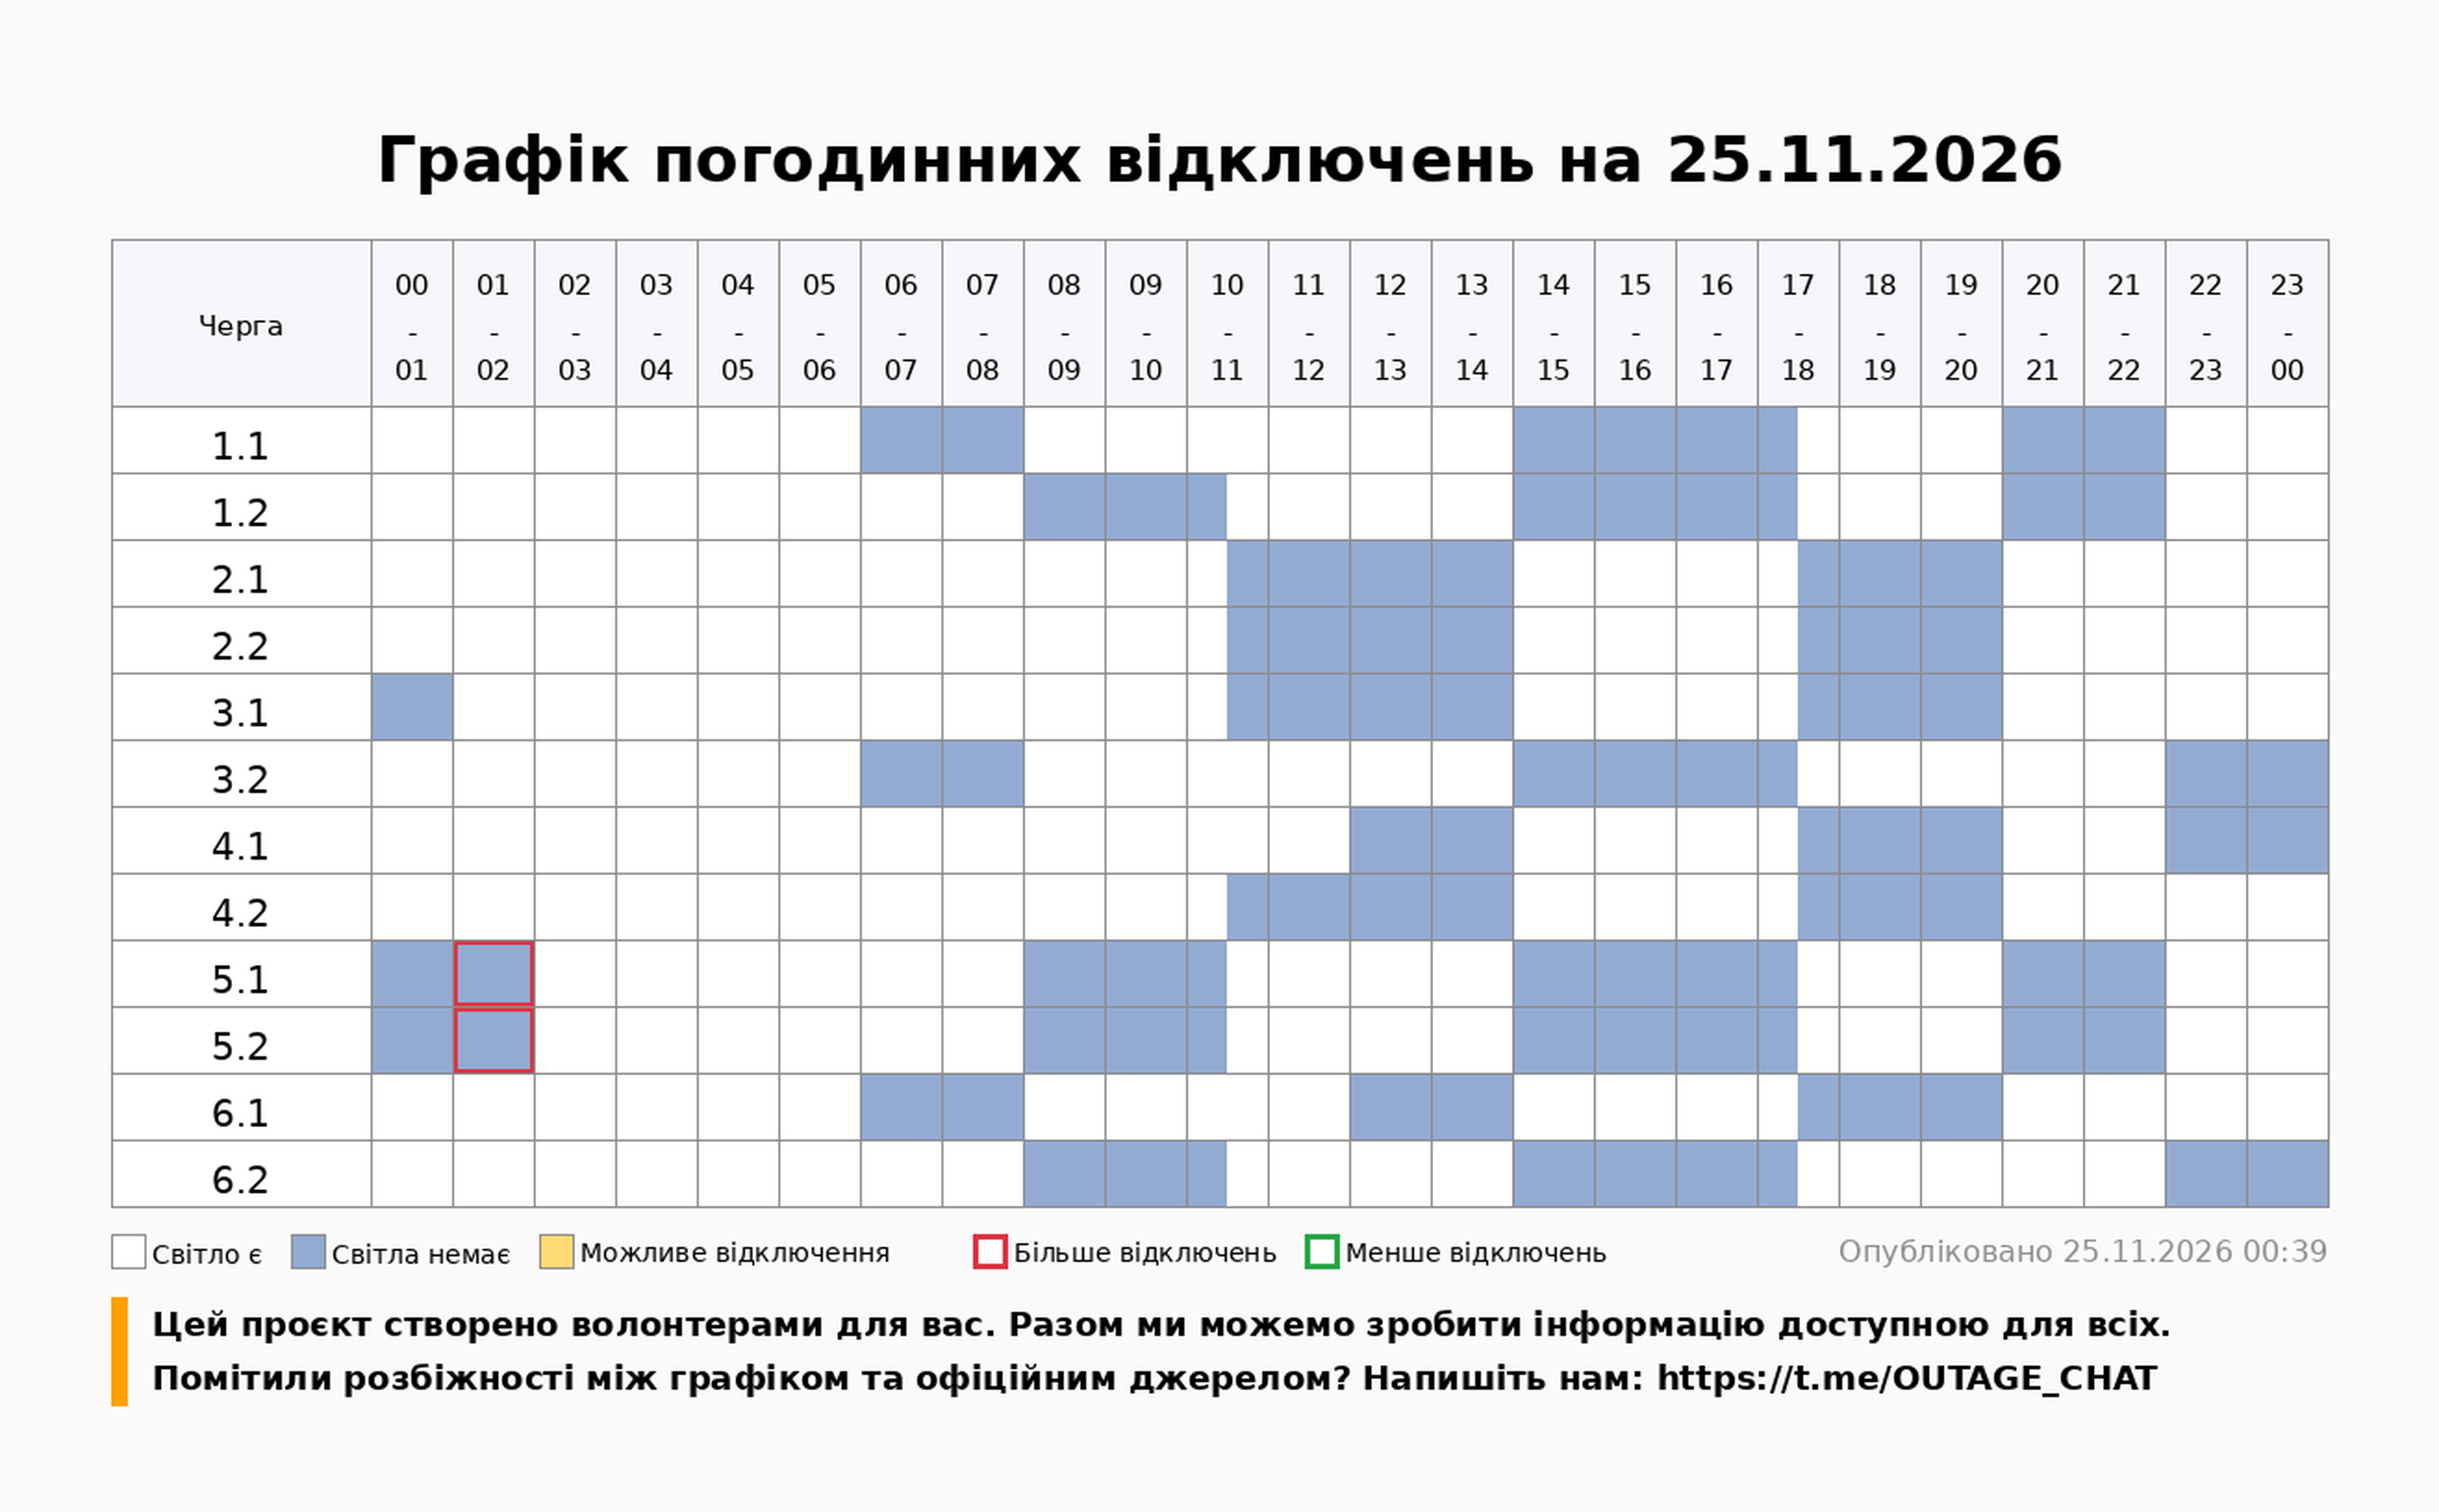 Графік погодинних відключень на 25.11.2026
Черга
00 - 01
01 - 02
02 - 03
03 - 04
04 - 05
05 - 06
06 - 07
07 - 08
08 - 09
09 - 10
10 - 11
11 - 12
12 - 13
13 - 14
14 - 15
15 - 16
16 - 17
17 - 18
18 - 19
19 - 20
20 - 21
21 - 22
22 - 23
23 - 00
1.1
1.2
2.1
2.2
3.1
3.2
4.1
4.2
5.1
5.2
6.1
6.2
Світло є
Світла немає
Можливе відключення
Більше відключень
Менше відключень
Опубліковано 25.11.2026 00:39
Цей проєкт створено волонтерами для вас. Разом ми можемо зробити інформацію доступною для всіх.
Помітили розбіжності між графіком та офіційним джерелом? Напишіть нам: https://t.me/OUTAGE_CHAT